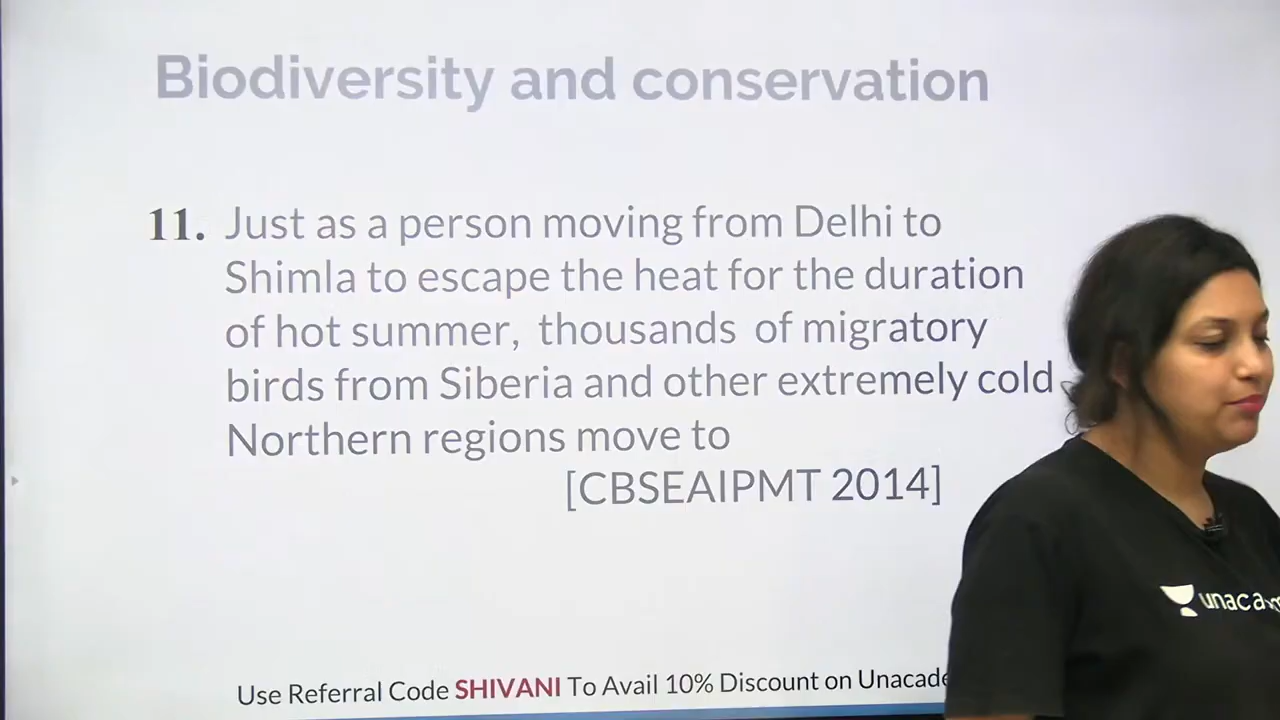 Biodiversity and conservation
11. Just as a person moving from Delhi to
Shimla to escape the heat for the duration
of hot summer, thousands of migratory
birds from Siberia and other extremely cold
Northern regions move to
[CBSEAIPMT 2014]
Use Referral Code SHIVANI To Avail 10% Discount on